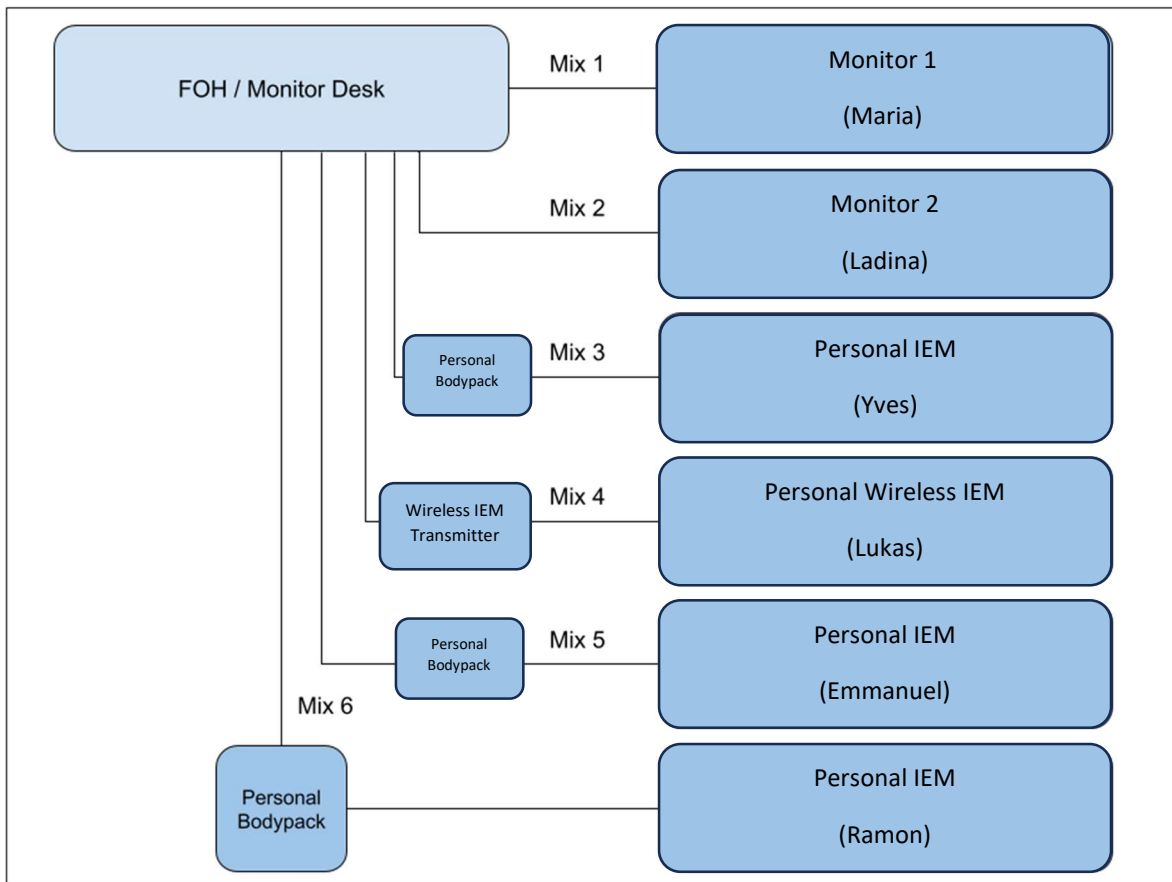 FOH / Monitor Desk
Mix 1
Monitor 1
(Maria)
Mix 2
Monitor 2
(Ladina)
Personal
Bodypack
Mix 3
Personal IEM
(Yves)
Wireless IEM
Transmitter
Mix 4
Personal Wireless IEM
(Lukas)
Personal
Bodypack
Mix 5
Personal IEM
(Emmanuel)
Mix 6
Personal
Bodypack
Personal IEM
(Ramon)